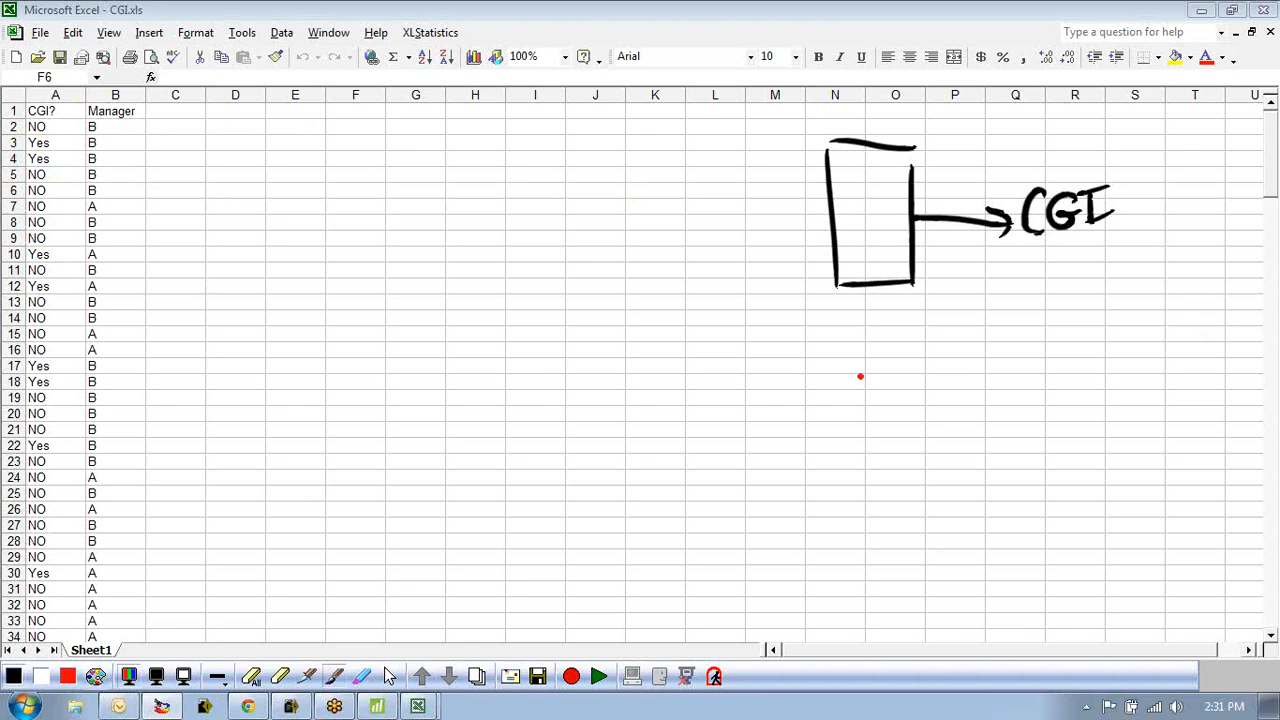 Microsoft Excel - CGI.xls
File Edit View Insert Format Tools Data Window Help XLStatistics Type a question for help
100% Arial 10 B I U $ %
F6 fx
A B C D E F G H I J K L M N O P Q R S T U
1 CGI? Manager
2 NO B
3 Yes B
4 Yes B
5 NO B
6 NO B
7 NO A
8 NO B
9 NO B
10 Yes A
11 NO B
12 Yes A
13 NO B
14 NO B
15 NO A
16 NO A
17 Yes B
18 Yes B
19 NO B
20 NO B
21 NO B
22 Yes B
23 NO B
24 NO A
25 NO B
26 NO A
27 NO B
28 NO B
29 NO A
30 Yes A
31 NO A
32 NO A
33 NO A
34 NO A
CGI
Sheet1
2:31 PM